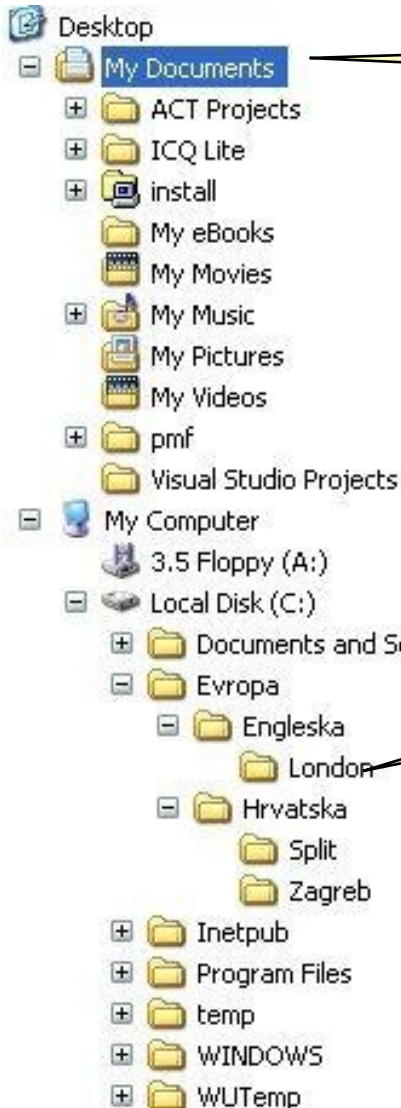 Desktop
My Documents
ACT Projects
ICQ Lite
install
My eBooks
My Movies
My Music
My Pictures
My Videos
pmf
Visual Studio Projects
My Computer
3.5 Floppy (A:)
Local Disk (C:)
Documents and
Evropa
Engleska
London
Hrvatska
Split
Zagreb
Inetpub
Program Files
temp
WINDOWS
WUTemp